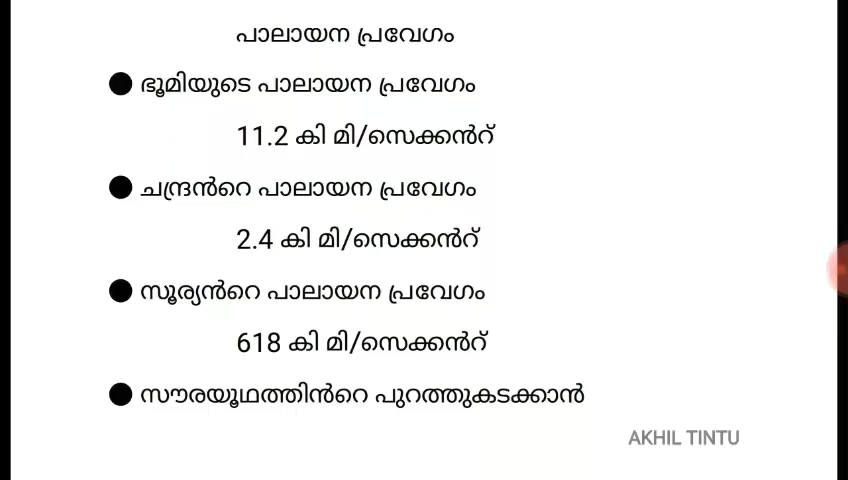 പാലായന പ്രവേഗം
● ഭൂമിയുടെ പാലായന പ്രവേഗം
11.2 കി മി/സെക്കൻറ്
● ചന്ദ്രൻറെ പാലായന പ്രവേഗം
2.4 കി മി/സെക്കൻറ്
● സൂര്യൻറെ പാലായന പ്രവേഗം
618 കി മി/സെക്കൻറ്
● സൗരയൂഥത്തിൻറെ പുറത്തുകടക്കാൻ
AKHIL TINTU